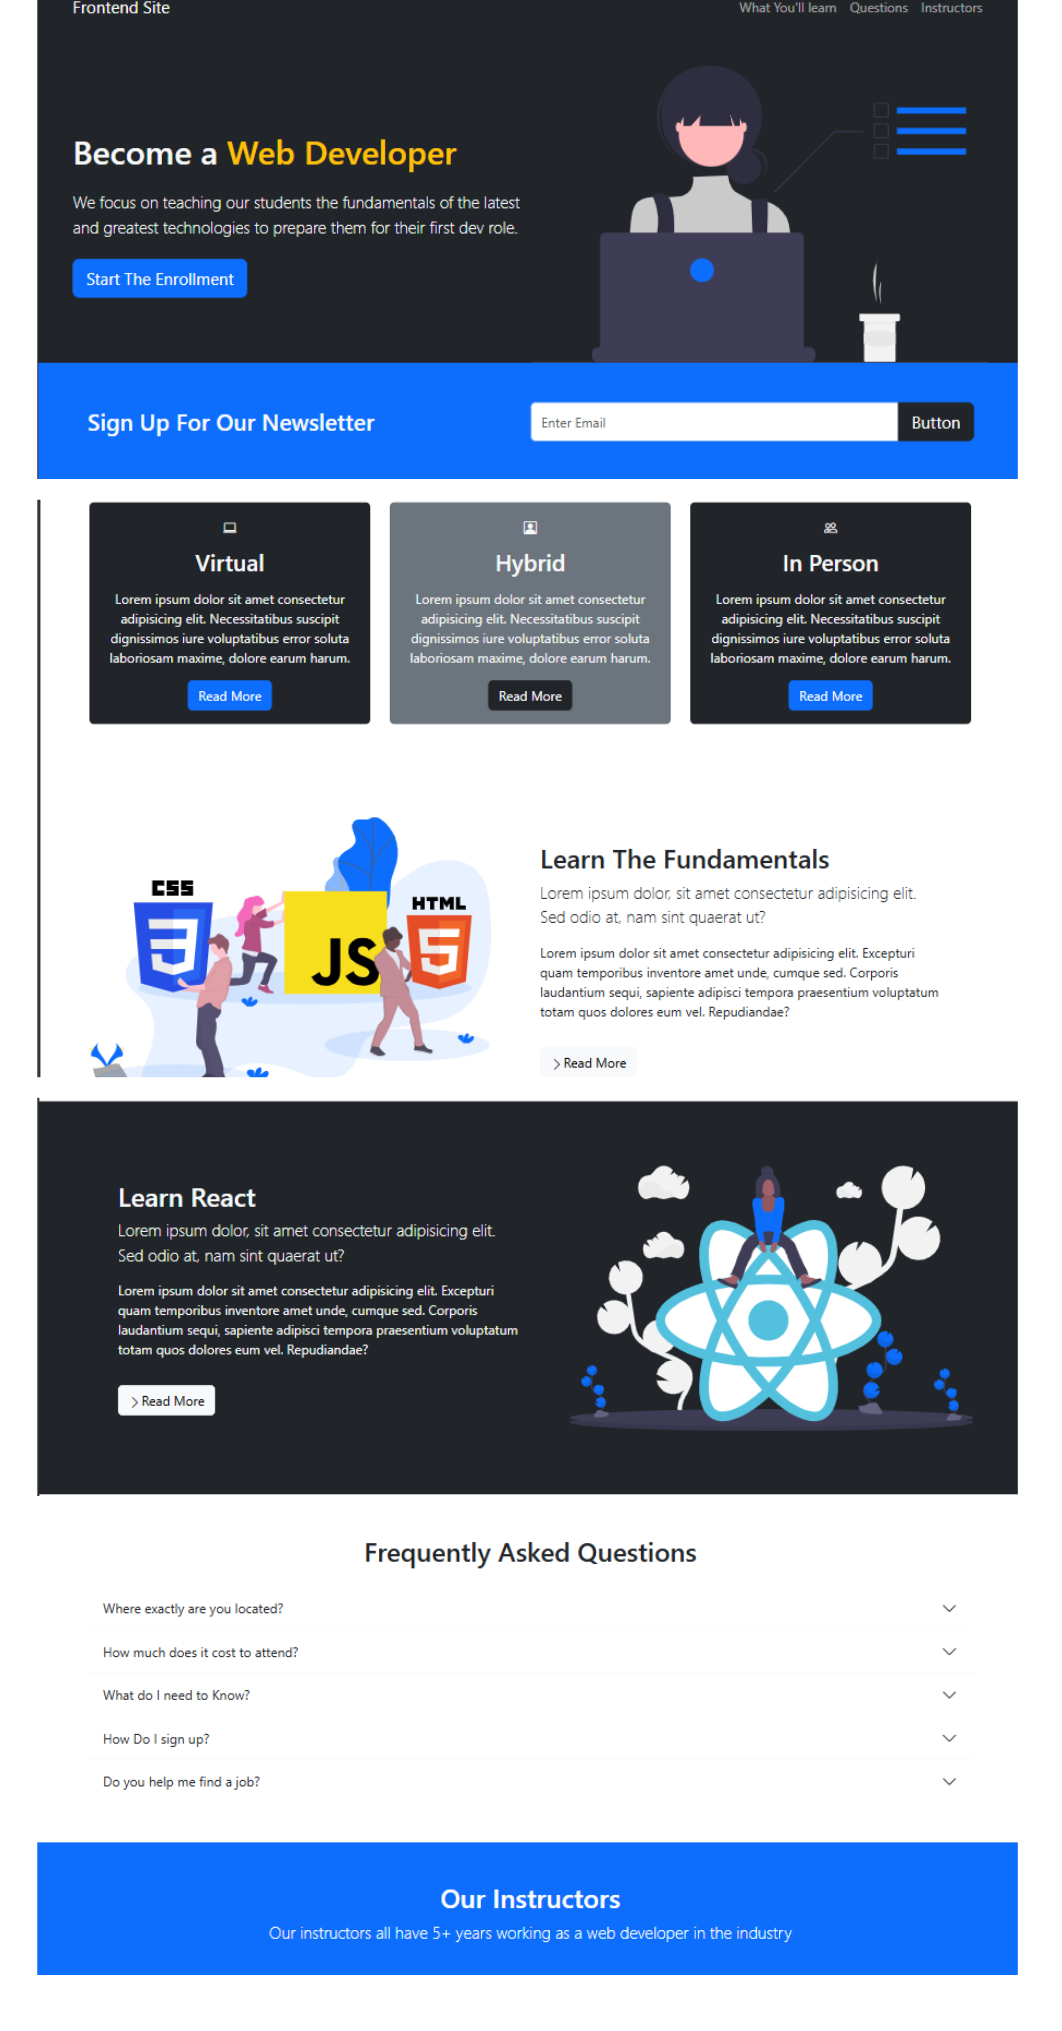 Frontend Site
What You'll learn Questions Instructors
Become a Web Developer
We focus on teaching our students the fundamentals of the latest
and greatest technologies to prepare them for their first dev role.
Start The Enrollment
Sign Up For Our Newsletter
Enter Email
Button
Virtual
Lorem ipsum dolor sit amet consectetur
adipisicing elit. Necessitatibus suscipit
dignissimos iure voluptatibus error soluta
laboriosam maxime, dolore earum harum.
Read More
Hybrid
Lorem ipsum dolor sit amet consectetur
adipisicing elit. Necessitatibus suscipit
dignissimos iure voluptatibus error soluta
laboriosam maxime, dolore earum harum.
Read More
In Person
Lorem ipsum dolor sit amet consectetur
adipisicing elit. Necessitatibus suscipit
dignissimos iure voluptatibus error soluta
laboriosam maxime, dolore earum harum.
Read More
CSS
3
JS
HTML
5
Learn The Fundamentals
Lorem ipsum dolor, sit amet consectetur adipisicing elit.
Sed odio at, nam sint quaerat ut?
Lorem ipsum dolor sit amet consectetur adipisicing elit. Excepturi
quam temporibus inventore amet unde, cumque sed. Corporis
laudantium sequi, sapiente adipisci tempora praesentium voluptatum
totam quos dolores eum vel. Repudiandae?
Read More
Learn React
Lorem ipsum dolor, sit amet consectetur adipisicing elit.
Sed odio at, nam sint quaerat ut?
Lorem ipsum dolor sit amet consectetur adipisicing elit. Excepturi
quam temporibus inventore amet unde, cumque sed. Corporis
laudantium sequi, sapiente adipisci tempora praesentium voluptatum
totam quos dolores eum vel. Repudiandae?
Read More
Frequently Asked Questions
Where exactly are you located?
How much does it cost to attend?
What do I need to Know?
How Do I sign up?
Do you help me find a job?
Our Instructors
Our instructors all have 5+ years working as a web developer in the industry